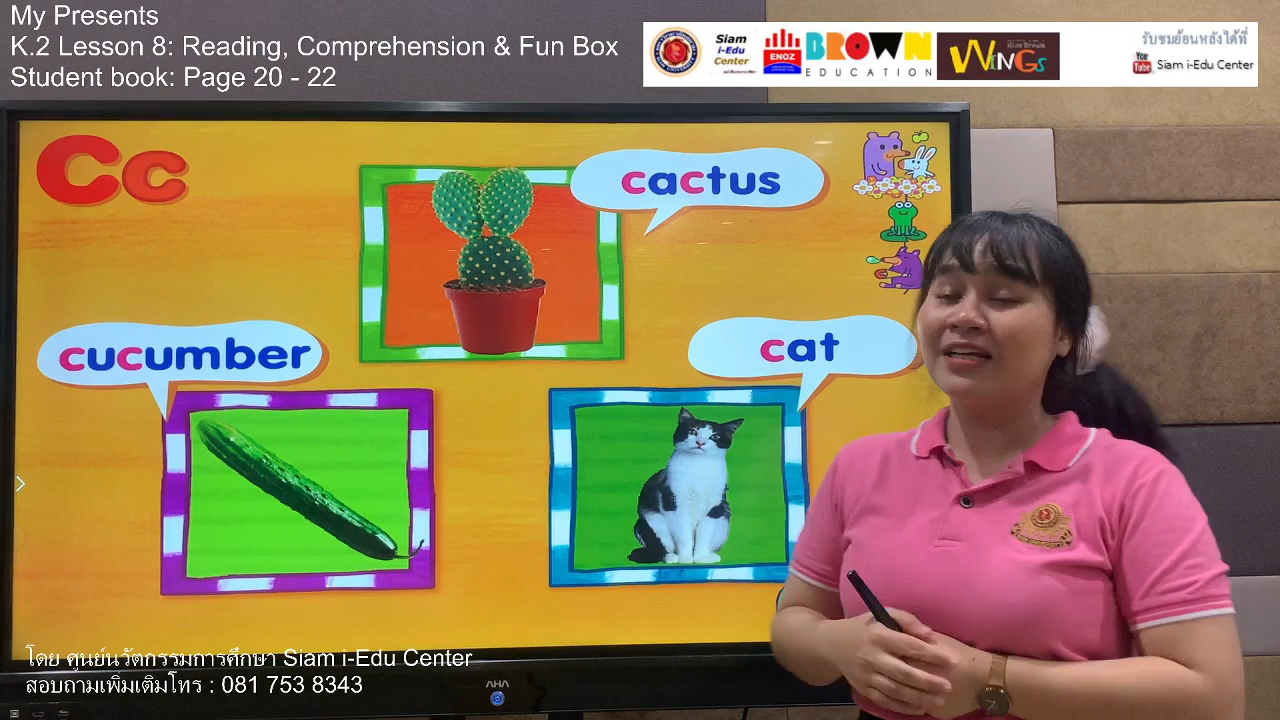 My Presents
K.2 Lesson 8: Reading, Comprehension & Fun Box
Student book: Page 20 - 22
Siam
i-Edu
Center
ENOZ
BROWN
EDUCATION
WINGS
รับชมย้อนหลังได้ที่
You
Tube
Siam i-Edu Center
Cc
cactus
cucumber
cat
โดย ศูนย์นวัตกรรมการศึกษา Siam i-Edu Center
สอบถามเพิ่มเติมโทร : 081 753 8343
AHA